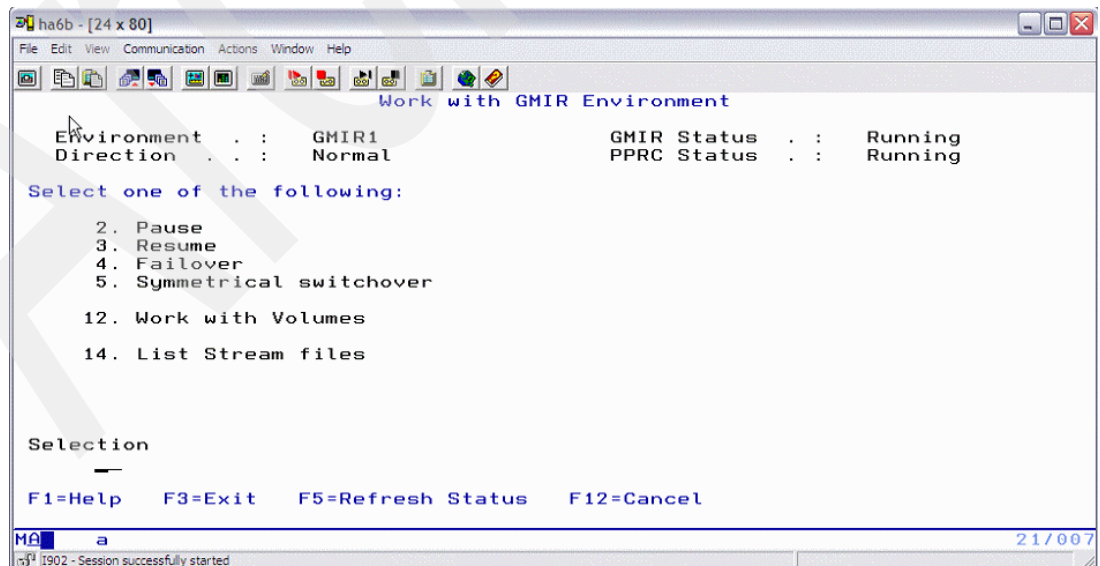 ha6b - [24 x 80]
File Edit View Communication Actions Window Help
Work with GMIR Environment
Environment . : GMIR1 GMIR Status . : Running
Direction . . : Normal PPRC Status . : Running
Select one of the following:
2. Pause
3. Resume
4. Failover
5. Symmetrical switchover
12. Work with Volumes
14. List Stream files
Selection
F1=Help F3=Exit F5=Refresh Status F12=Cancel
MA a 21/007
I902 - Session successfully started